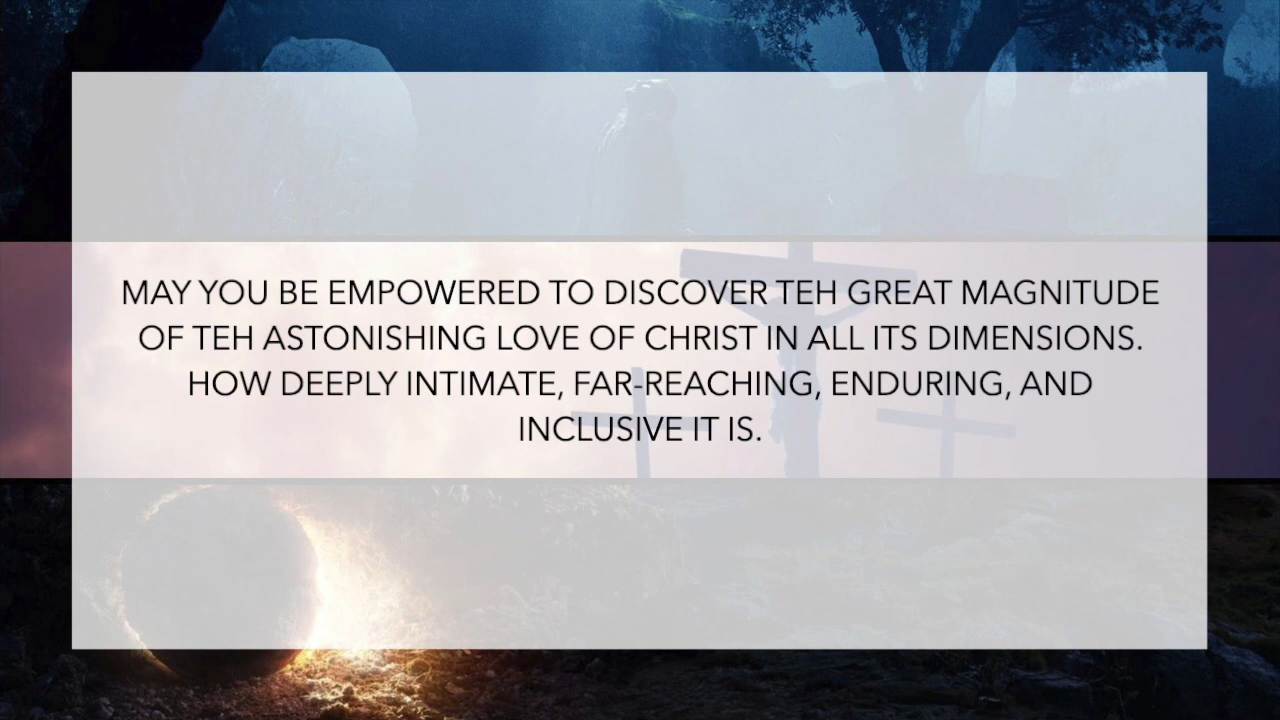 MAY YOU BE EMPOWERED TO DISCOVER TEH GREAT MAGNITUDE
OF TEH ASTONISHING LOVE OF CHRIST IN ALL ITS DIMENSIONS.
HOW DEEPLY INTIMATE, FAR-REACHING, ENDURING, AND
INCLUSIVE IT IS.